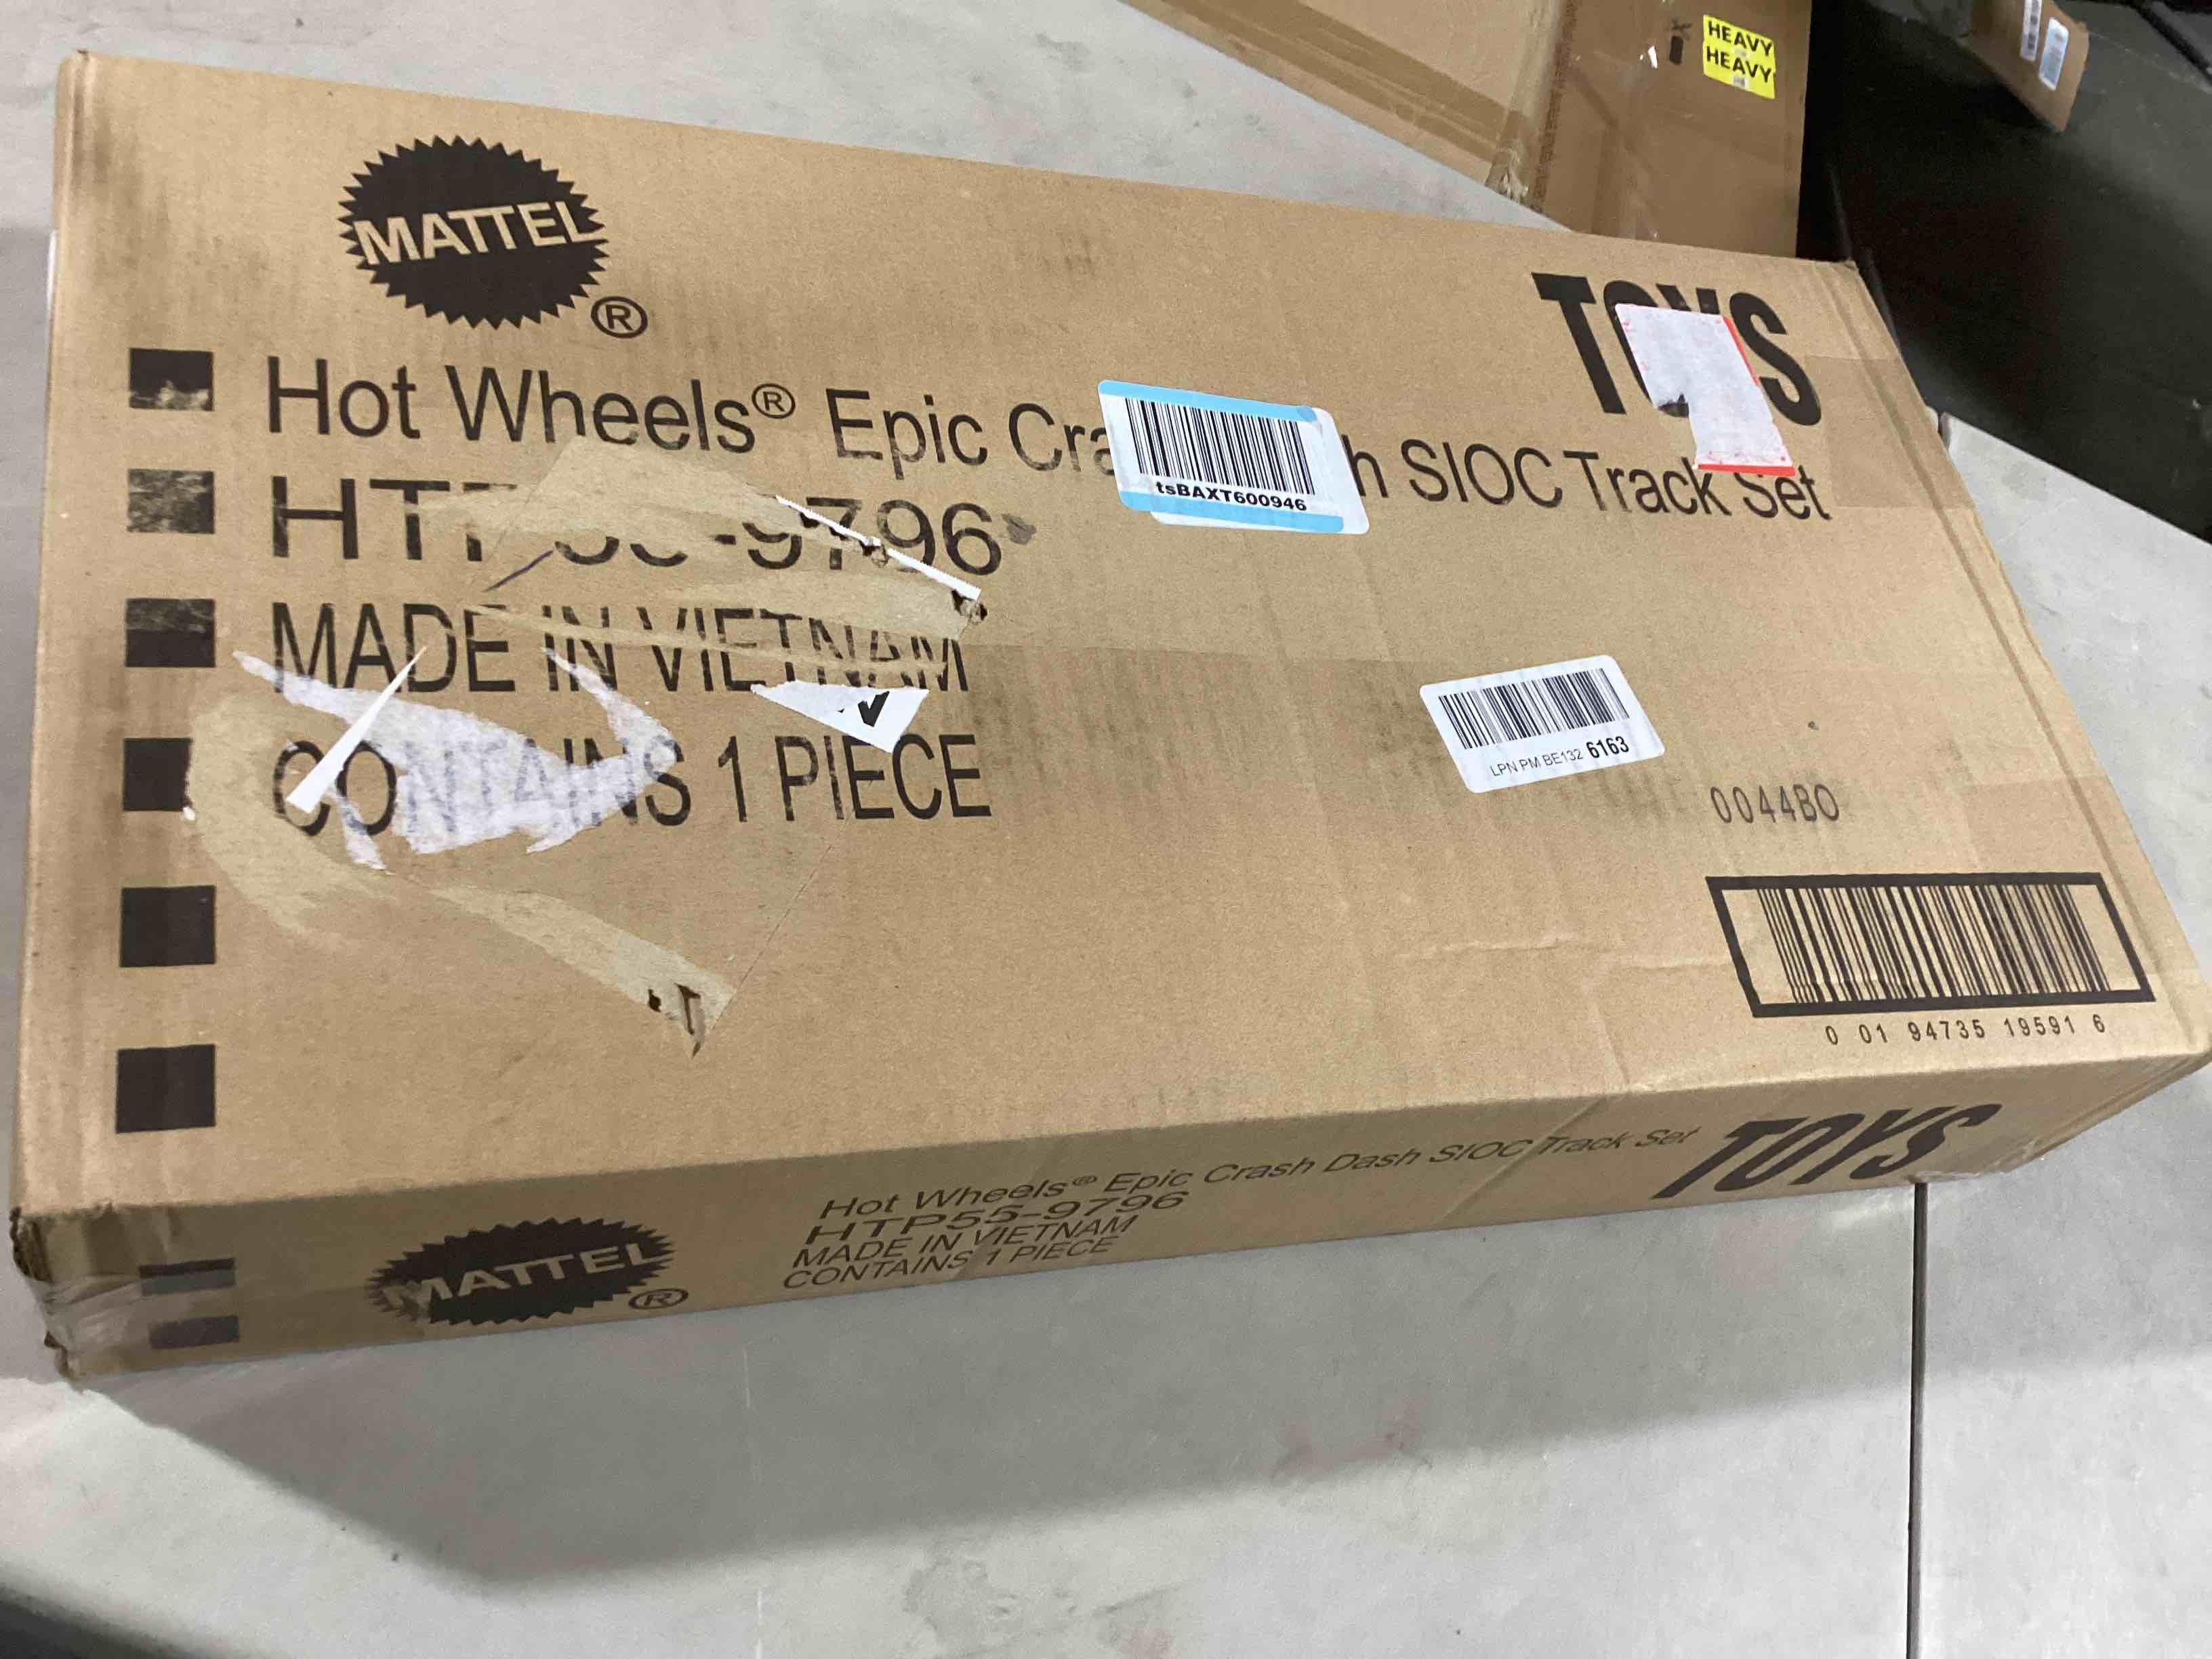 HEAVY
HEAVY
MATTEL®
TOYS
Hot Wheels® Epic Cra h SIOC Track Set
tsBAXT600946
HTP55-9796
MADE IN VIETNAM
CONTAINS 1 PIECE
LPN PM BE132 6163
0044BO
0 01 94735 19591 6
MATTEL®
Hot Wheels® Epic Crash Dash SIOC Track Set
HTP55-9796
MADE IN VIETNAM
CONTAINS 1 PIECE
TOYS